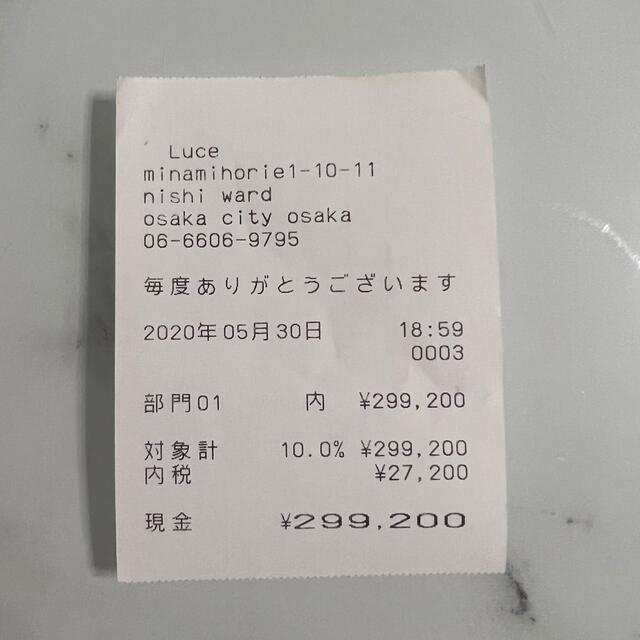 Luce
minamihorie1-10-11
nishi ward
osaka city osaka
06-6606-9795
毎度ありがとうございます
2020年05月30日 18:59
0003
部門01 内 ¥299,200
対象計 10.0% ¥299,200
内税 ¥27,200
現金 ¥299,200